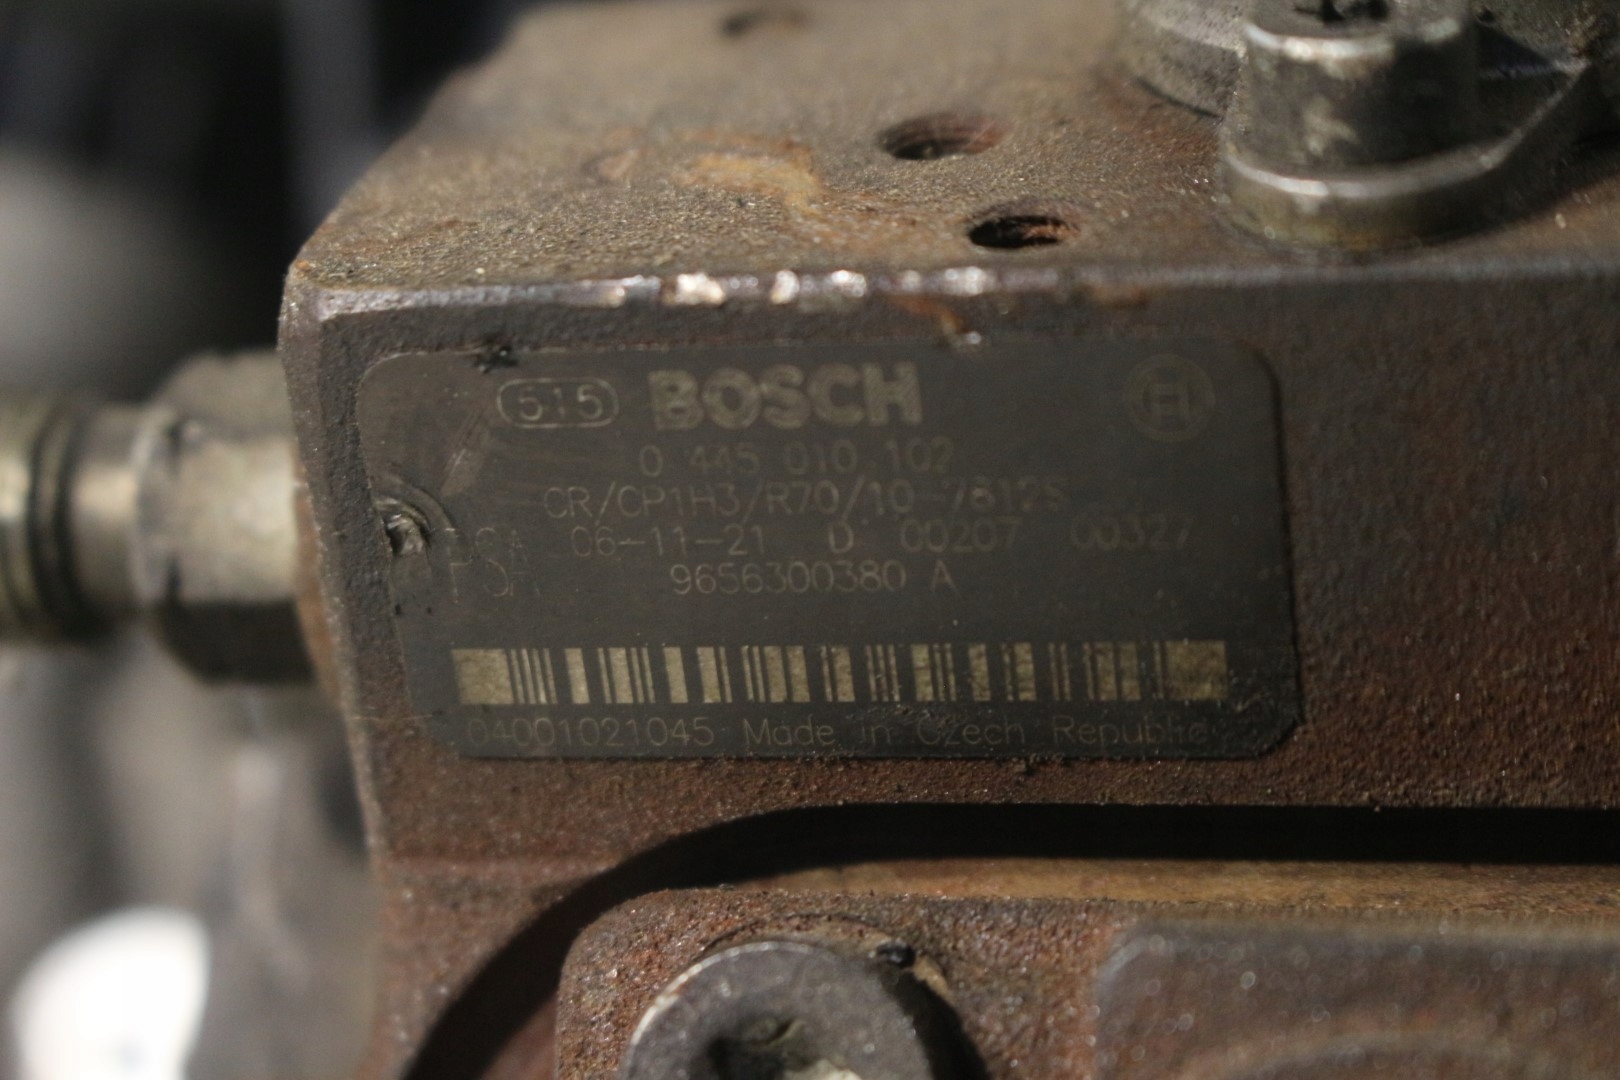 515 BOSCH
0 445 010 102
CR/CP1H3/R70/10-7812S
PSA 06-11-21 D 00207 00327
9656300380 A
04001021045 Made in Czech Republic